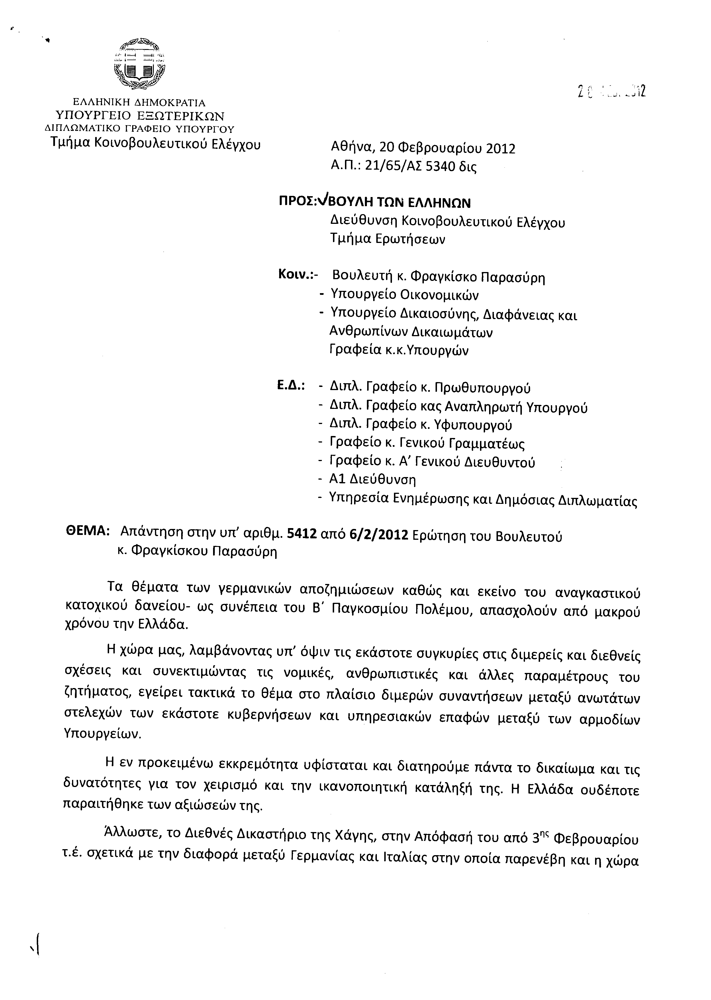 ΕΛΛΗΝΙΚΗ ΔΗΜΟΚΡΑΤΙΑ
ΥΠΟΥΡΓΕΙΟ ΕΞΩΤΕΡΙΚΩΝ
ΔΙΠΛΩΜΑΤΙΚΟ ΓΡΑΦΕΙΟ ΥΠΟΥΡΓΟΥ
Τμήμα Κοινοβουλευτικού Ελέγχου
Αθήνα, 20 Φεβρουαρίου 2012
Α.Π.: 21/65/ΑΣ 5340 δις
ΠΡΟΣ: ΒΟΥΛΗ ΤΩΝ ΕΛΛΗΝΩΝ
Διεύθυνση Κοινοβουλευτικού Ελέγχου
Τμήμα Ερωτήσεων
Κοιν.:- Βουλευτή κ. Φραγκίσκο Παρασύρη
- Υπουργείο Οικονομικών
- Υπουργείο Δικαιοσύνης, Διαφάνειας και
Ανθρωπίνων Δικαιωμάτων
Γραφεία κ.κ.Υπουργών
Ε.Δ.: - Διπλ. Γραφείο κ. Πρωθυπουργού
- Διπλ. Γραφείο κας Αναπληρωτή Υπουργού
- Διπλ. Γραφείο κ. Υφυπουργού
- Γραφείο κ. Γενικού Γραμματέως
- Γραφείο κ. Α’ Γενικού Διευθυντού
- Α1 Διεύθυνση
- Υπηρεσία Ενημέρωσης και Δημόσιας Διπλωματίας
ΘΕΜΑ: Απάντηση στην υπ’ αριθμ. 5412 από 6/2/2012 Ερώτηση του Βουλευτού
κ. Φραγκίσκου Παρασύρη
Τα θέματα των γερμανικών αποζημιώσεων καθώς και εκείνο του αναγκαστικού
κατοχικού δανείου- ως συνέπεια του Β’ Παγκοσμίου Πολέμου, απασχολούν από μακρού
χρόνου την Ελλάδα.
Η χώρα μας, λαμβάνοντας υπ’ όψιν τις εκάστοτε συγκυρίες στις διμερείς και διεθνείς
σχέσεις και συνεκτιμώντας τις νομικές, ανθρωπιστικές και άλλες παραμέτρους του
ζητήματος, εγείρει τακτικά το θέμα στο πλαίσιο διμερών συναντήσεων μεταξύ ανωτάτων
στελεχών των εκάστοτε κυβερνήσεων και υπηρεσιακών επαφών μεταξύ των αρμοδίων
Υπουργείων.
Η εν προκειμένω εκκρεμότητα υφίσταται και διατηρούμε πάντα το δικαίωμα και τις
δυνατότητες για τον χειρισμό και την ικανοποιητική κατάληξή της. Η Ελλάδα ουδέποτε
παραιτήθηκε των αξιώσεών της.
Άλλωστε, το Διεθνές Δικαστήριο της Χάγης, στην Απόφασή του από 3ης Φεβρουαρίου
τ.έ. σχετικά με την διαφορά μεταξύ Γερμανίας και Ιταλίας στην οποία παρενέβη και η χώρα